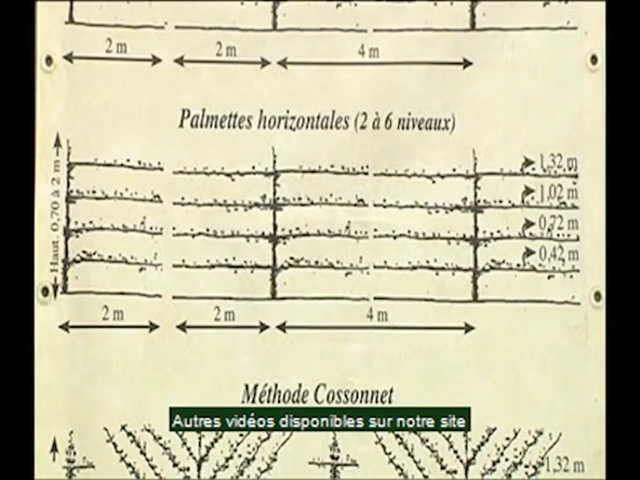 2 m 2 m 4 m
Palmettes horizontales (2 à 6 niveaux)
Haut. 0,70 à 2 m
1,32 m
1,02 m
0,72 m
0,42 m
2 m 2 m 4 m
Méthode Cossonnet
Autres vidéos disponibles sur notre site
1,32 m